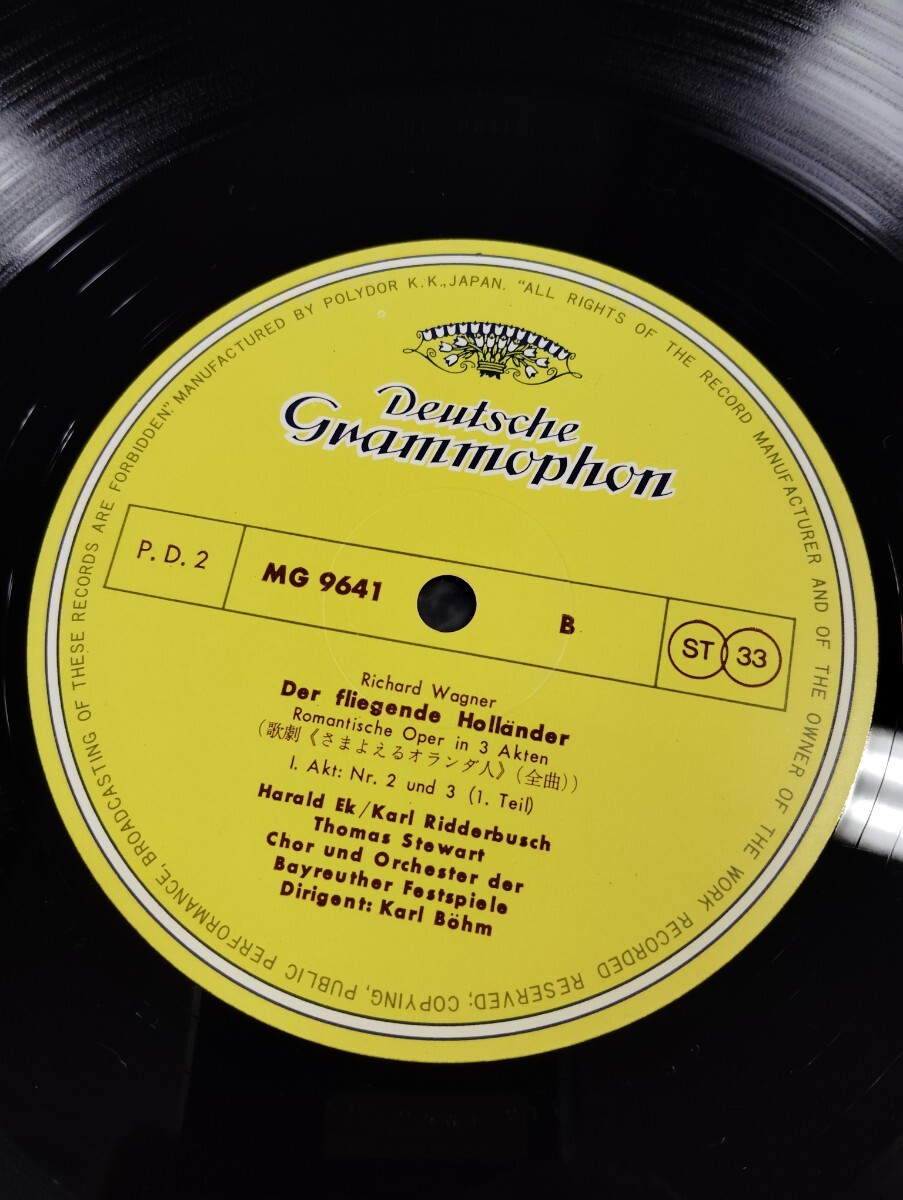 MANUFACTURED BY POLYDOR K.K., JAPAN. "ALL RIGHTS OF THE RECORD MANUFACTURER AND OF THE OWNER OF THE WORK RECORDED RESERVED; COPYING, PUBLIC PERFORMANCE, BROADCASTING OF THESE RECORDS ARE FORBIDDEN."
Deutsche
Grammophon
P.D.2 MG 9641 B ST 33
Richard Wagner
Der fliegende Holländer
Romantische Oper in 3 Akten
(歌劇《さまよえるオランダ人》(全曲))
I. Akt: Nr. 2 und 3 (1. Teil)
Harald Ek/Karl Ridderbusch
Thomas Stewart
Chor und Orchester der
Bayreuther Festspiele
Dirigent: Karl Böhm